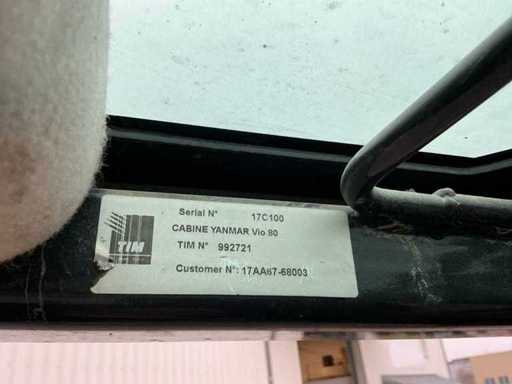 Serial N° 17C100
CABINE YANMAR Vio 80
TIM
TIM N° 992721
Customer N°: 17AA67-68003